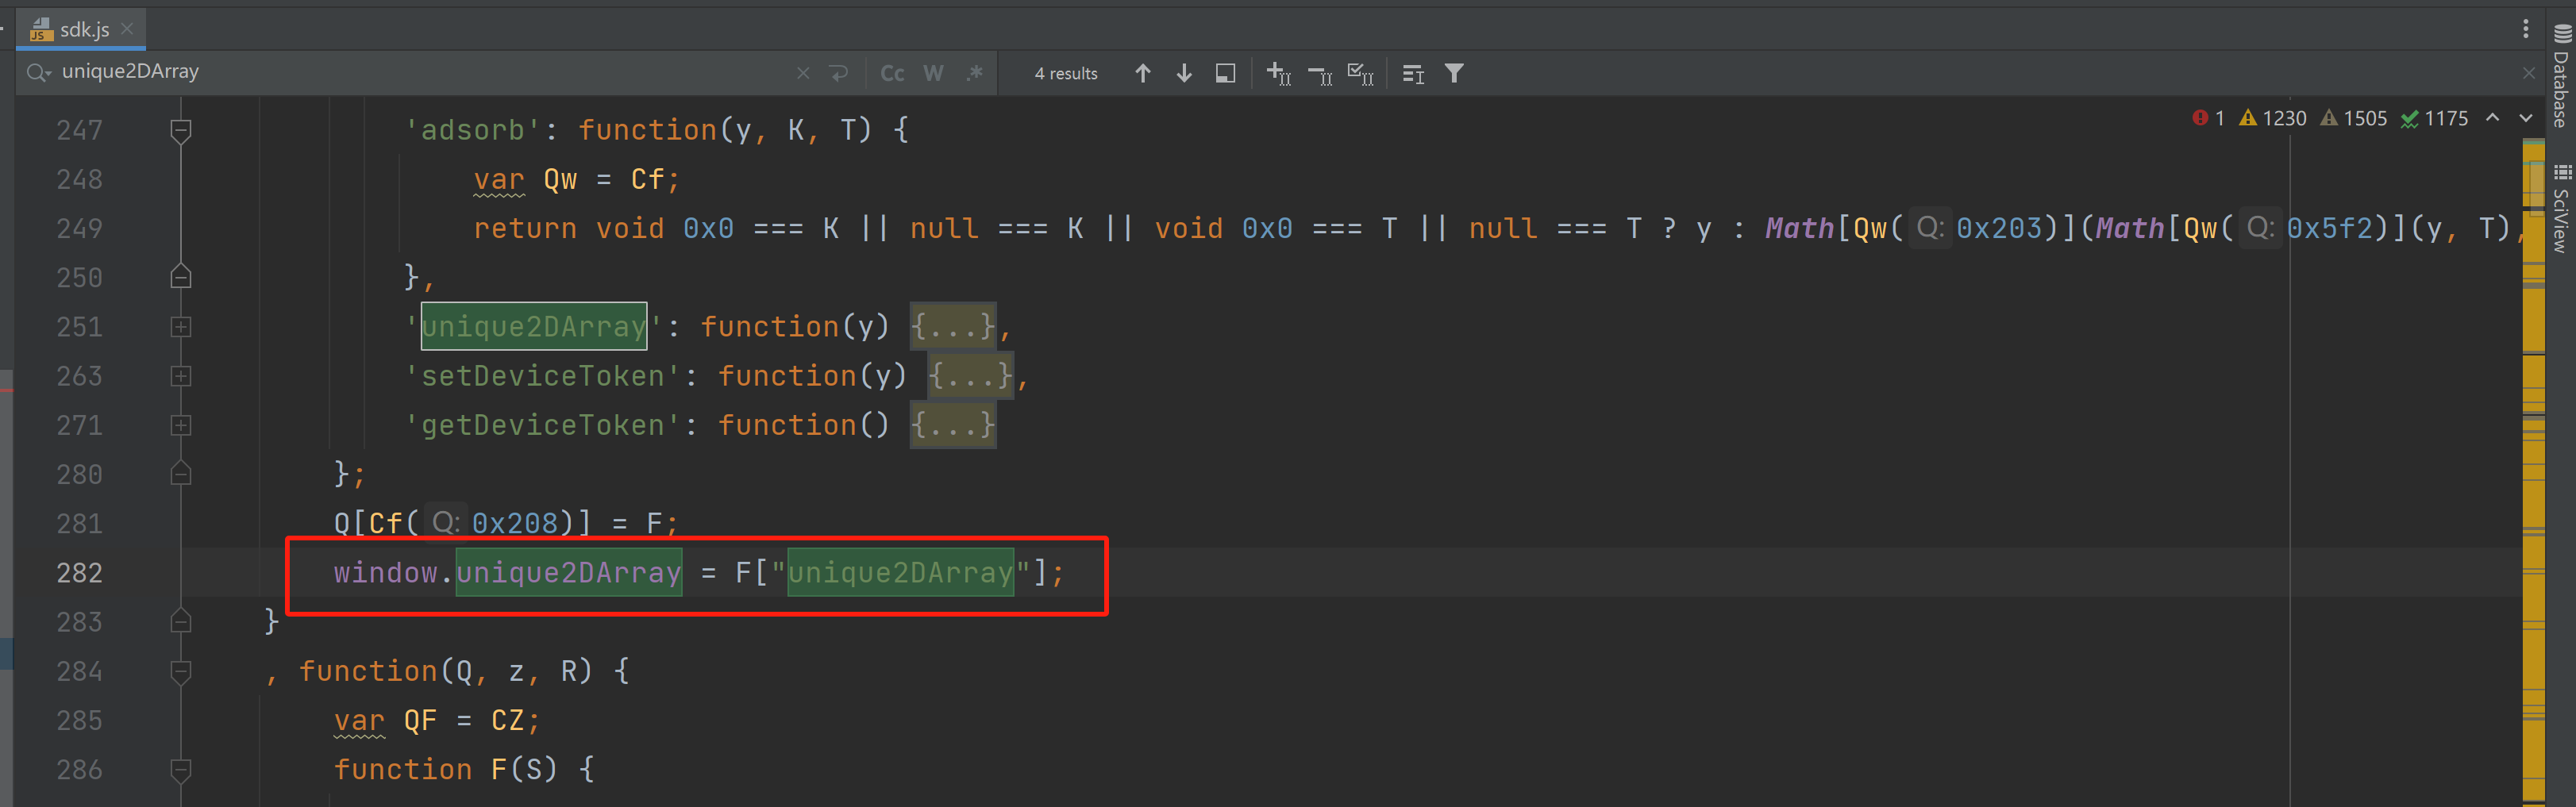 sdk.js
unique2DArray
Cc W .* 4 results
1 1230 1505 1175
247 'adsorb': function(y, K, T) {
248 var Qw = Cf;
249 return void 0x0 === K || null === K || void 0x0 === T || null === T ? y : Math[Qw( Q: 0x203)](Math[Qw( Q: 0x5f2)](y, T),
250 },
251 'unique2DArray': function(y) {...},
263 'setDeviceToken': function(y) {...},
271 'getDeviceToken': function() {...}
280 };
281 Q[Cf( Q: 0x208)] = F;
282 window.unique2DArray = F["unique2DArray"];
283 }
284 , function(Q, z, R) {
285 var QF = CZ;
286 function F(S) {
Database
SciView